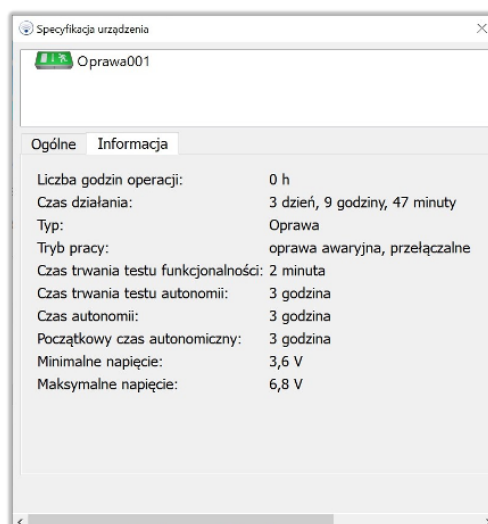 Specyfikacja urządzenia
Oprawa001
Ogólne Informacja
Liczba godzin operacji: 0 h
Czas działania: 3 dzień, 9 godziny, 47 minuty
Typ: Oprawa
Tryb pracy: oprawa awaryjna, przełączalne
Czas trwania testu funkcjonalności: 2 minuta
Czas trwania testu autonomii: 3 godzina
Czas autonomii: 3 godzina
Początkowy czas autonomiczny: 3 godzina
Minimalne napięcie: 3,6 V
Maksymalne napięcie: 6,8 V